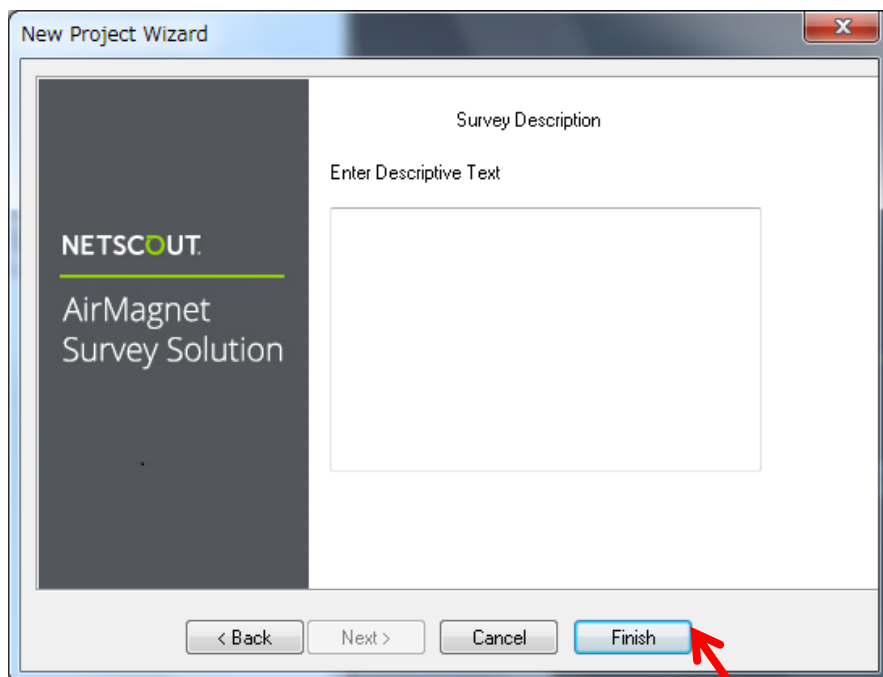 New Project Wizard
x
Survey Description
Enter Descriptive Text
NETSCOUT.
AirMagnet
Survey Solution
< Back
Next >
Cancel
Finish